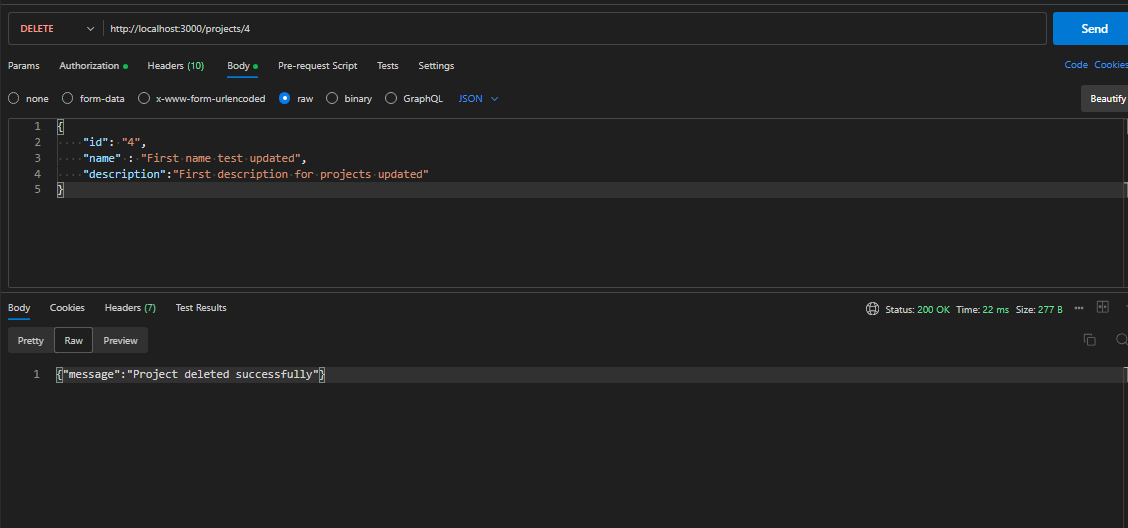 DELETE http://localhost:3000/projects/4 Send
Params Authorization Headers (10) Body Pre-request Script Tests Settings Code Cookies
none form-data x-www-form-urlencoded raw binary GraphQL JSON Beautify
1 {
2 "id": "4",
3 "name" : "First name test updated",
4 "description":"First description for projects updated"
5 }
Body Cookies Headers (7) Test Results Status: 200 OK Time: 22 ms Size: 277 B
Pretty Raw Preview
1 {"message":"Project deleted successfully"}